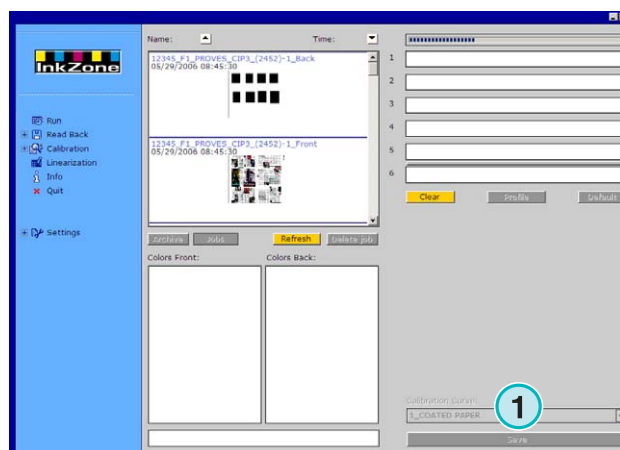 InkZone
Run
Read Back
Calibration
Linearization
Info
Quit
Settings
Name:
Time:
12345_F1_PROVES_CIP3_(2452)-1_Back
05/29/2006 08:45:30
12345_F1_PROVES_CIP3_(2452)-1_Front
05/29/2006 08:45:30
Archive
Jobs
Refresh
Delete job
Colors Front:
Colors Back:
1
2
3
4
5
6
Clear
Profile
Default
Calibration Curve:
1_COATED PAPER
1
Save